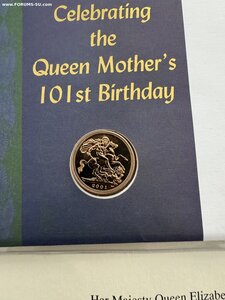 www.FORUMS-SU.com
Celebrating
the
Queen Mother's
101st Birthday
2001
Her Majesty Queen Elizabe